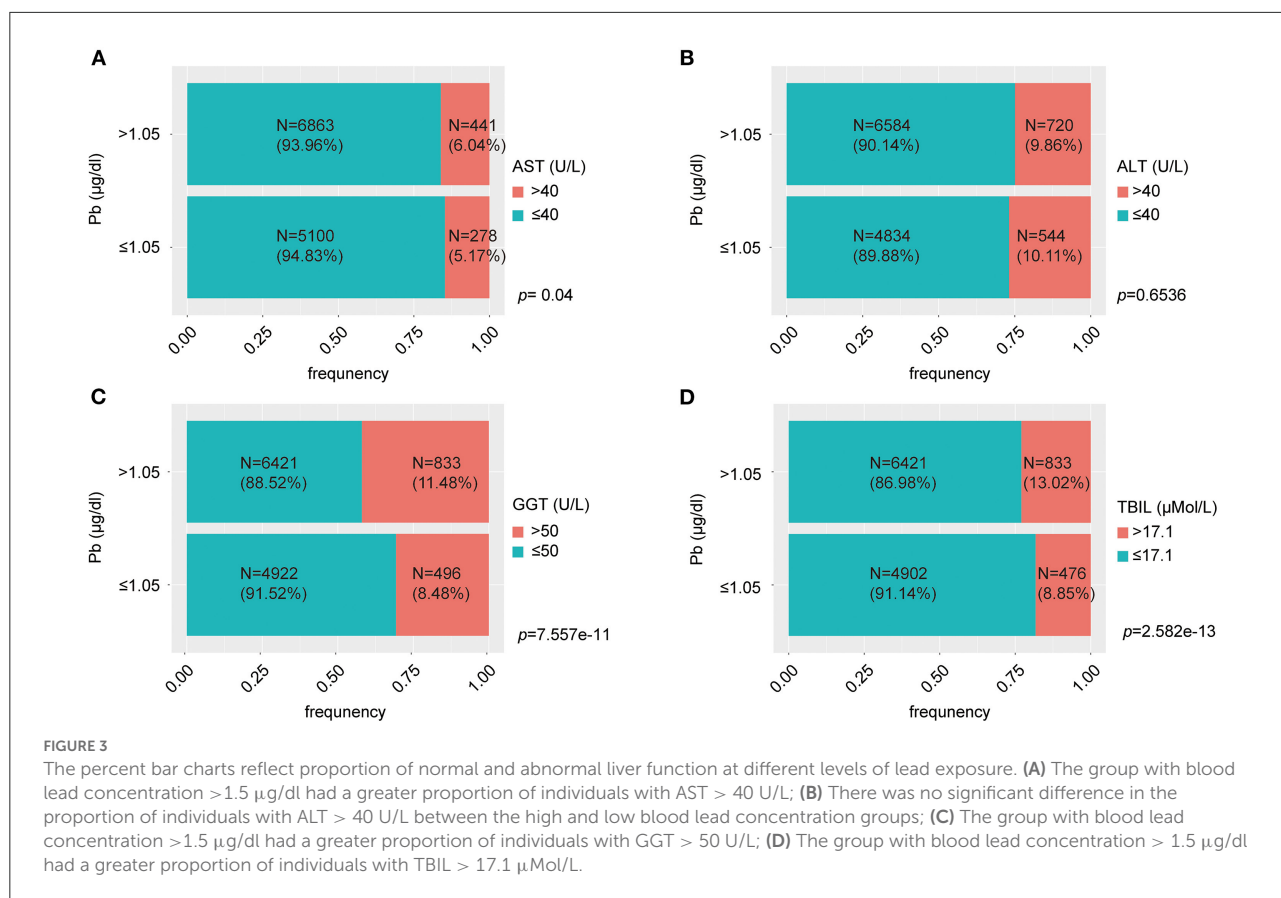 A
Pb (µg/dl)
>1.05
≤1.05
N=6863
(93.96%)
N=441
(6.04%)
N=5100
(94.83%)
N=278
(5.17%)
AST (U/L)
>40
≤40
p= 0.04
0.00
0.25
0.50
0.75
1.00
frequnency
B
Pb (µg/dl)
>1.05
≤1.05
N=6584
(90.14%)
N=720
(9.86%)
N=4834
(89.88%)
N=544
(10.11%)
ALT (U/L)
>40
≤40
p=0.6536
0.00
0.25
0.50
0.75
1.00
frequnency
C
Pb (µg/dl)
>1.05
≤1.05
N=6421
(88.52%)
N=833
(11.48%)
N=4922
(91.52%)
N=496
(8.48%)
GGT (U/L)
>50
≤50
p=7.557e-11
0.00
0.25
0.50
0.75
1.00
frequnency
D
Pb (µg/dl)
>1.05
≤1.05
N=6421
(86.98%)
N=833
(13.02%)
N=4902
(91.14%)
N=476
(8.85%)
TBIL (µMol/L)
>17.1
≤17.1
p=2.582e-13
0.00
0.25
0.50
0.75
1.00
frequnency
FIGURE 3
The percent bar charts reflect proportion of normal and abnormal liver function at different levels of lead exposure. (A) The group with blood
lead concentration >1.5 µg/dl had a greater proportion of individuals with AST > 40 U/L; (B) There was no significant difference in the
proportion of individuals with ALT > 40 U/L between the high and low blood lead concentration groups; (C) The group with blood lead
concentration >1.5 µg/dl had a greater proportion of individuals with GGT > 50 U/L; (D) The group with blood lead concentration > 1.5 µg/dl
had a greater proportion of individuals with TBIL > 17.1 µMol/L.